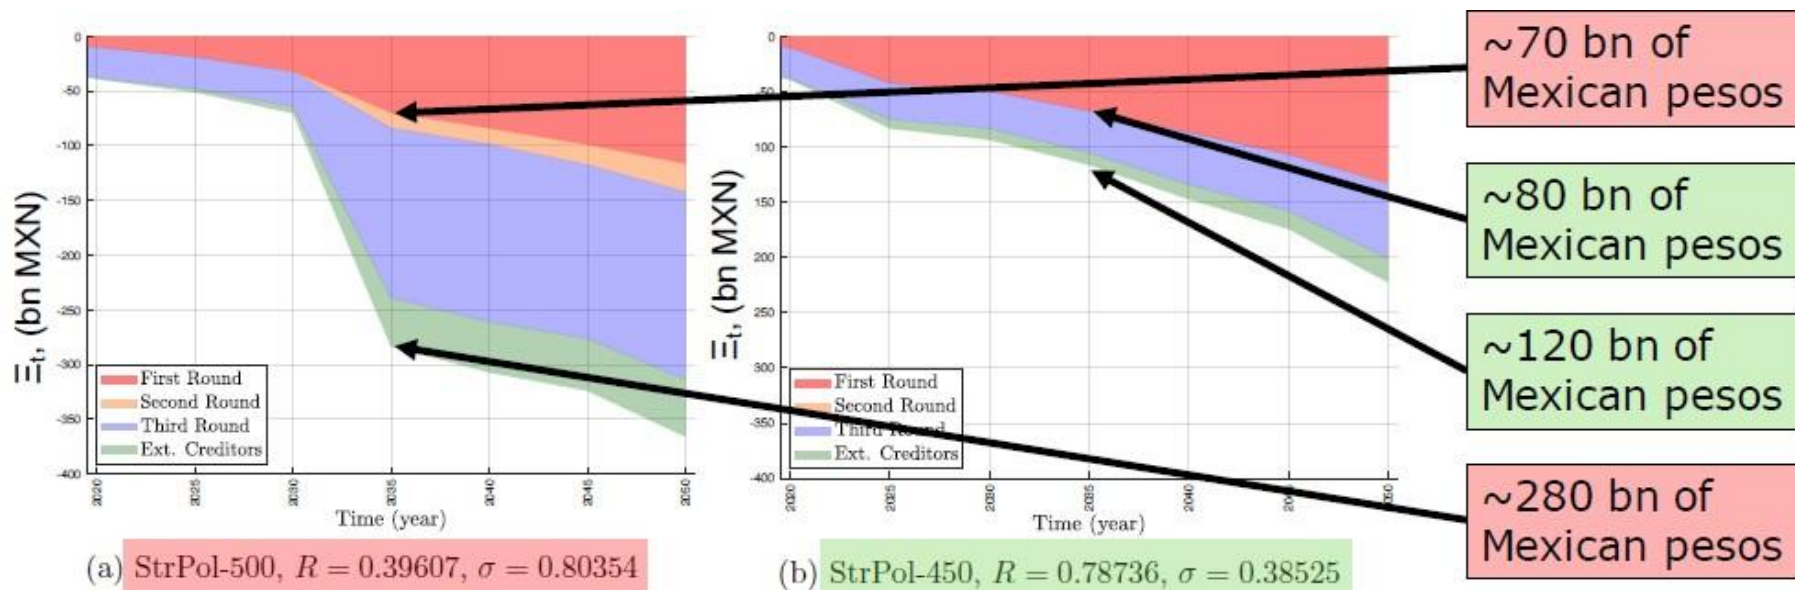 0
-50
-100
-150
-200
-250
-300
-350
-400
Ξt, (bn MXN)
First Round
Second Round
Third Round
Ext. Creditors
2020
2025
2030
2035
2040
2045
2050
Time (year)
(a) StrPol-500, R = 0.39607, σ = 0.80354
0
50
100
150
200
250
300
-350
-400
Ξt, (bn MXN)
First Round
Second Round
Third Round
Ext. Creditors
2020
2025
2030
2035
2040
2050
Time (year)
(b) StrPol-450, R = 0.78736, σ = 0.38525
~70 bn of
Mexican pesos
~80 bn of
Mexican pesos
~120 bn of
Mexican pesos
~280 bn of
Mexican pesos